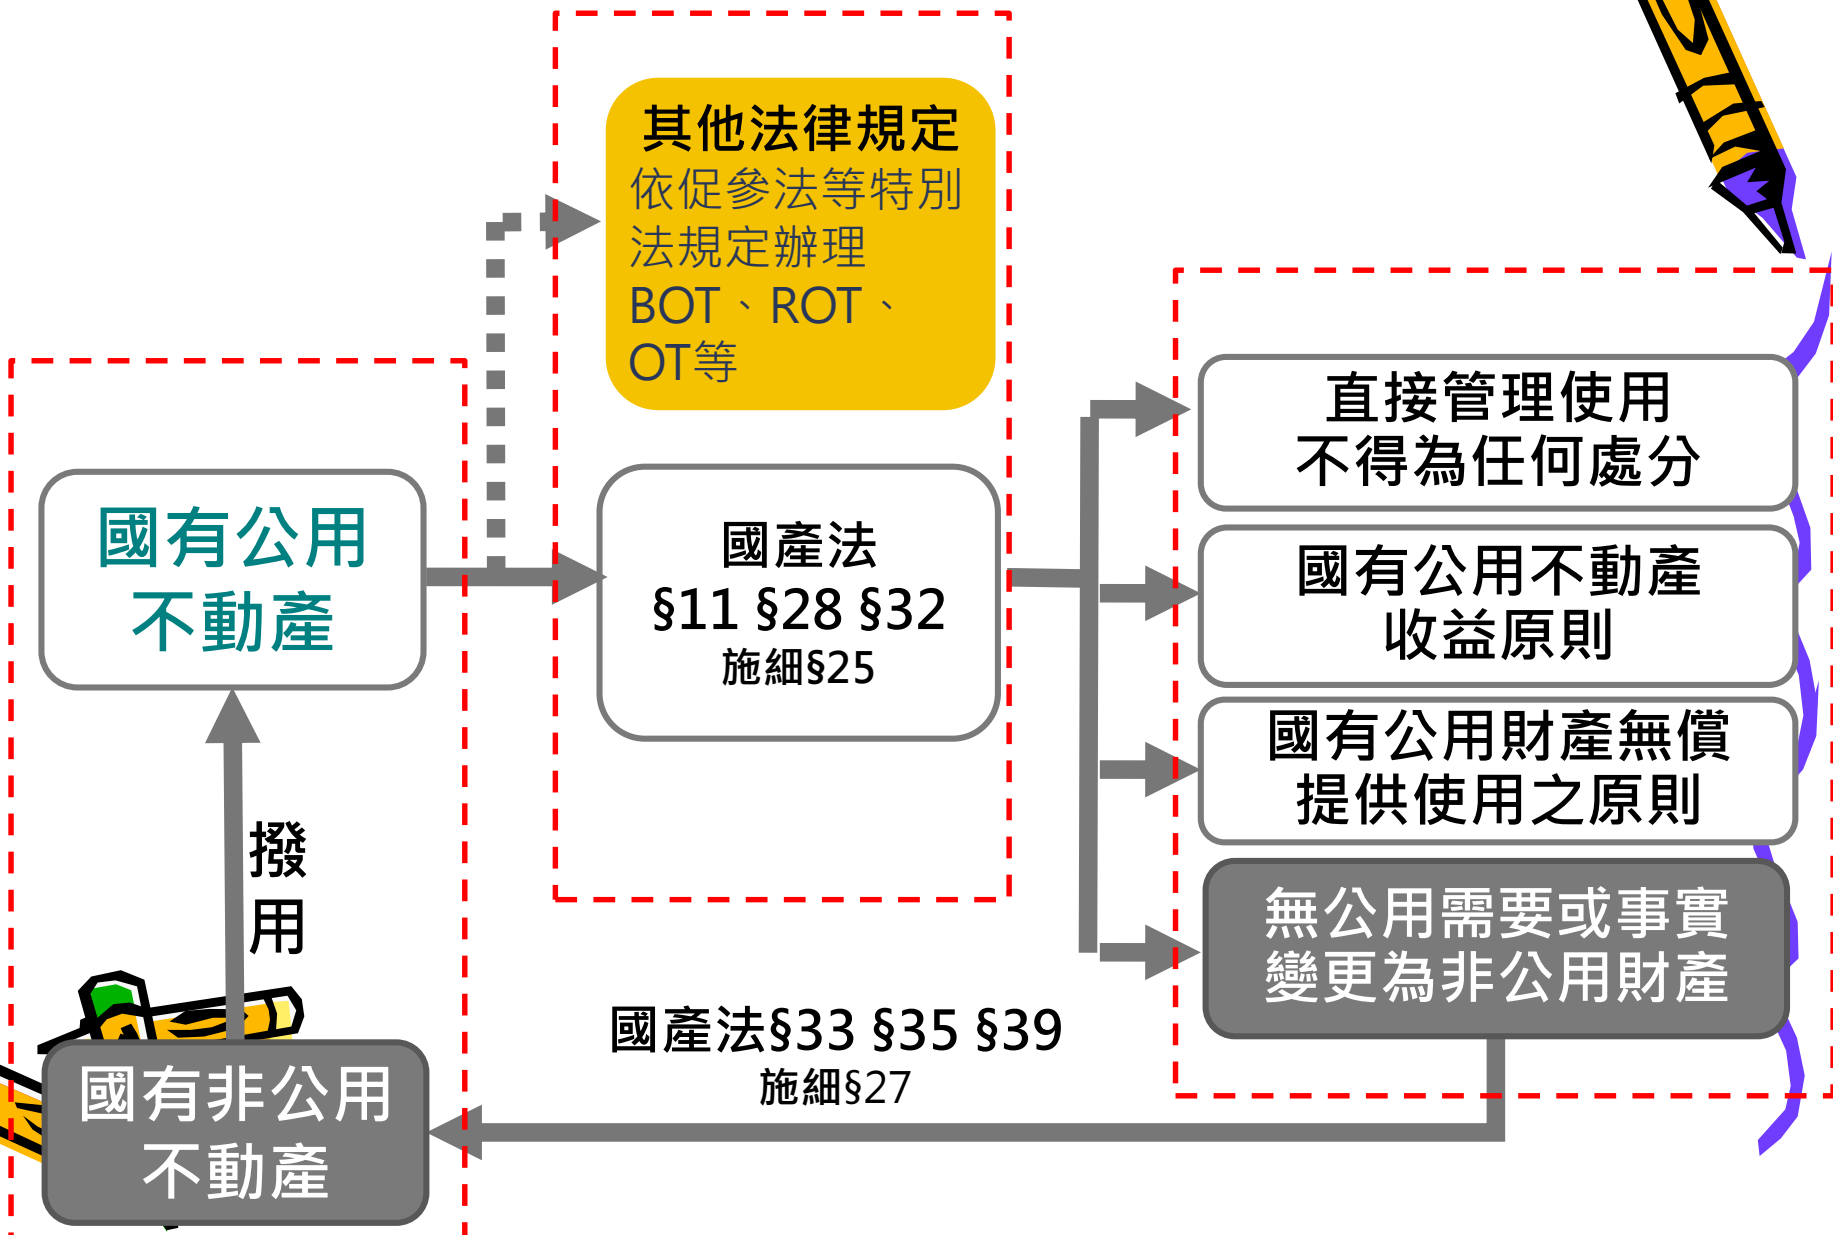 其他法律規定
依促參法等特別
法規定辦理
BOT、ROT、
OT等
國有公用
不動產
國產法
§11 §28 §32
施細§25
直接管理使用
不得為任何處分
國有公用不動產
收益原則
國有公用財產無償
提供使用之原則
無公用需要或事實
變更為非公用財產
撥
用
國產法§33 §35 §39
施細§27
國有非公用
不動產